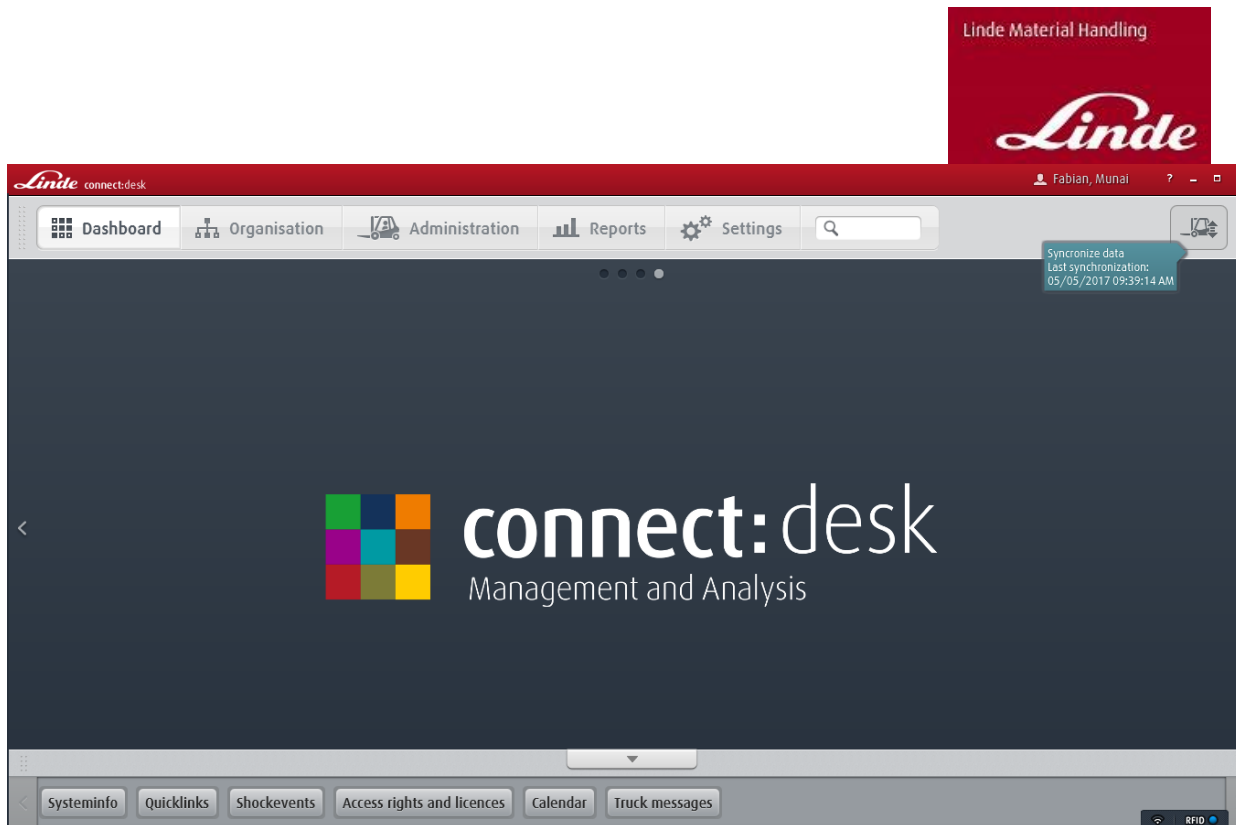 Linde Material Handling
Linde
Linde connect:desk
Fabian, Munai ?
Dashboard Organisation Administration Reports Settings
Syncronize data
Last synchronization:
05/05/2017 09:39:14 AM
connect:desk
Management and Analysis
Systeminfo Quicklinks Shockevents Access rights and licences Calendar Truck messages
RFID